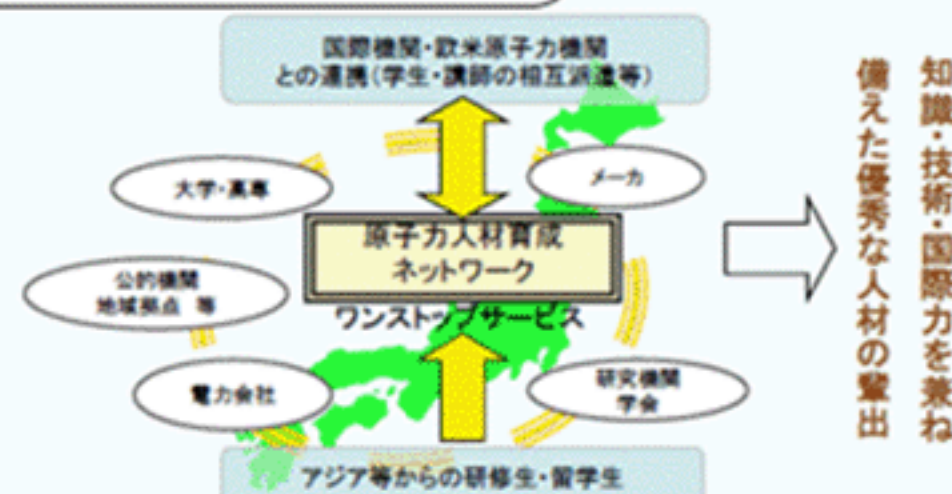 国際機関・欧米原子力機関
との連携(学生・講師の相互派遣等)
大学・高専
メーカ
原子力人材育成
ネットワーク
公的機関
地域拠点 等
ワンストップサービス
電力会社
研究機関
学会
アジア等からの研修生・留学生
知識・技術・国際力を兼ね
備えた優秀な人材の輩出